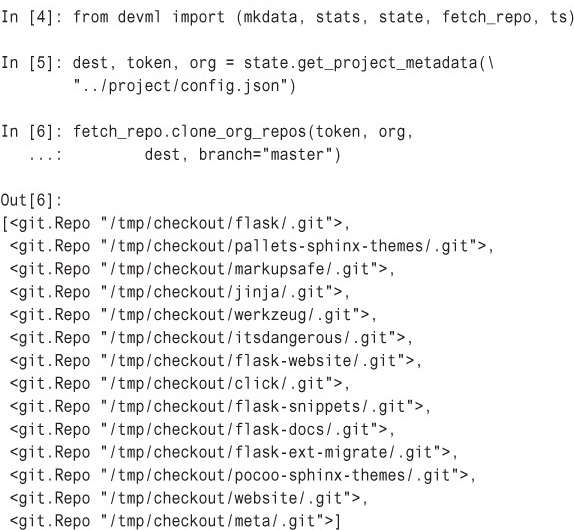 In [4]: from devml import (mkdata, stats, state, fetch_repo, ts)
In [5]: dest, token, org = state.get_project_metadata(\
"../project/config.json")
In [6]: fetch_repo.clone_org_repos(token, org,
...: dest, branch="master")
Out[6]:
[<git.Repo "/tmp/checkout/flask/.git">,
<git.Repo "/tmp/checkout/pallets-sphinx-themes/.git">,
<git.Repo "/tmp/checkout/markupsafe/.git">,
<git.Repo "/tmp/checkout/jinja/.git">,
<git.Repo "/tmp/checkout/werkzeug/.git">,
<git.Repo "/tmp/checkout/itsdangerous/.git">,
<git.Repo "/tmp/checkout/flask-website/.git">,
<git.Repo "/tmp/checkout/click/.git">,
<git.Repo "/tmp/checkout/flask-snippets/.git">,
<git.Repo "/tmp/checkout/flask-docs/.git">,
<git.Repo "/tmp/checkout/flask-ext-migrate/.git">,
<git.Repo "/tmp/checkout/pocoo-sphinx-themes/.git">,
<git.Repo "/tmp/checkout/website/.git">,
<git.Repo "/tmp/checkout/meta/.git">]